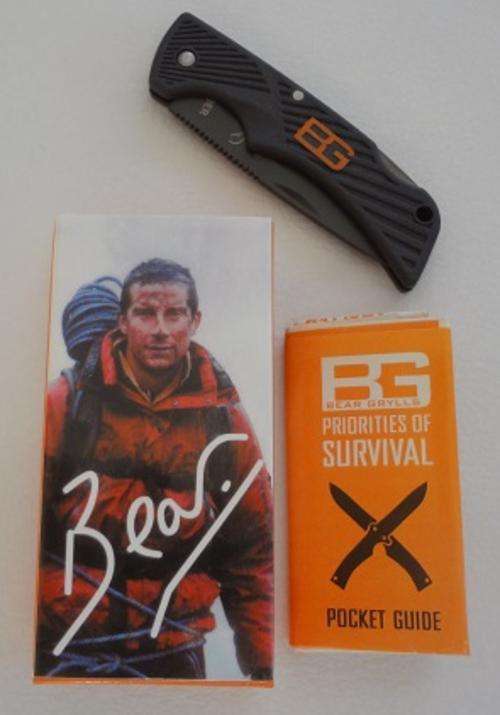 BG
Bear.
BG
BEAR GRYLLS
PRIORITIES OF
SURVIVAL
POCKET GUIDE